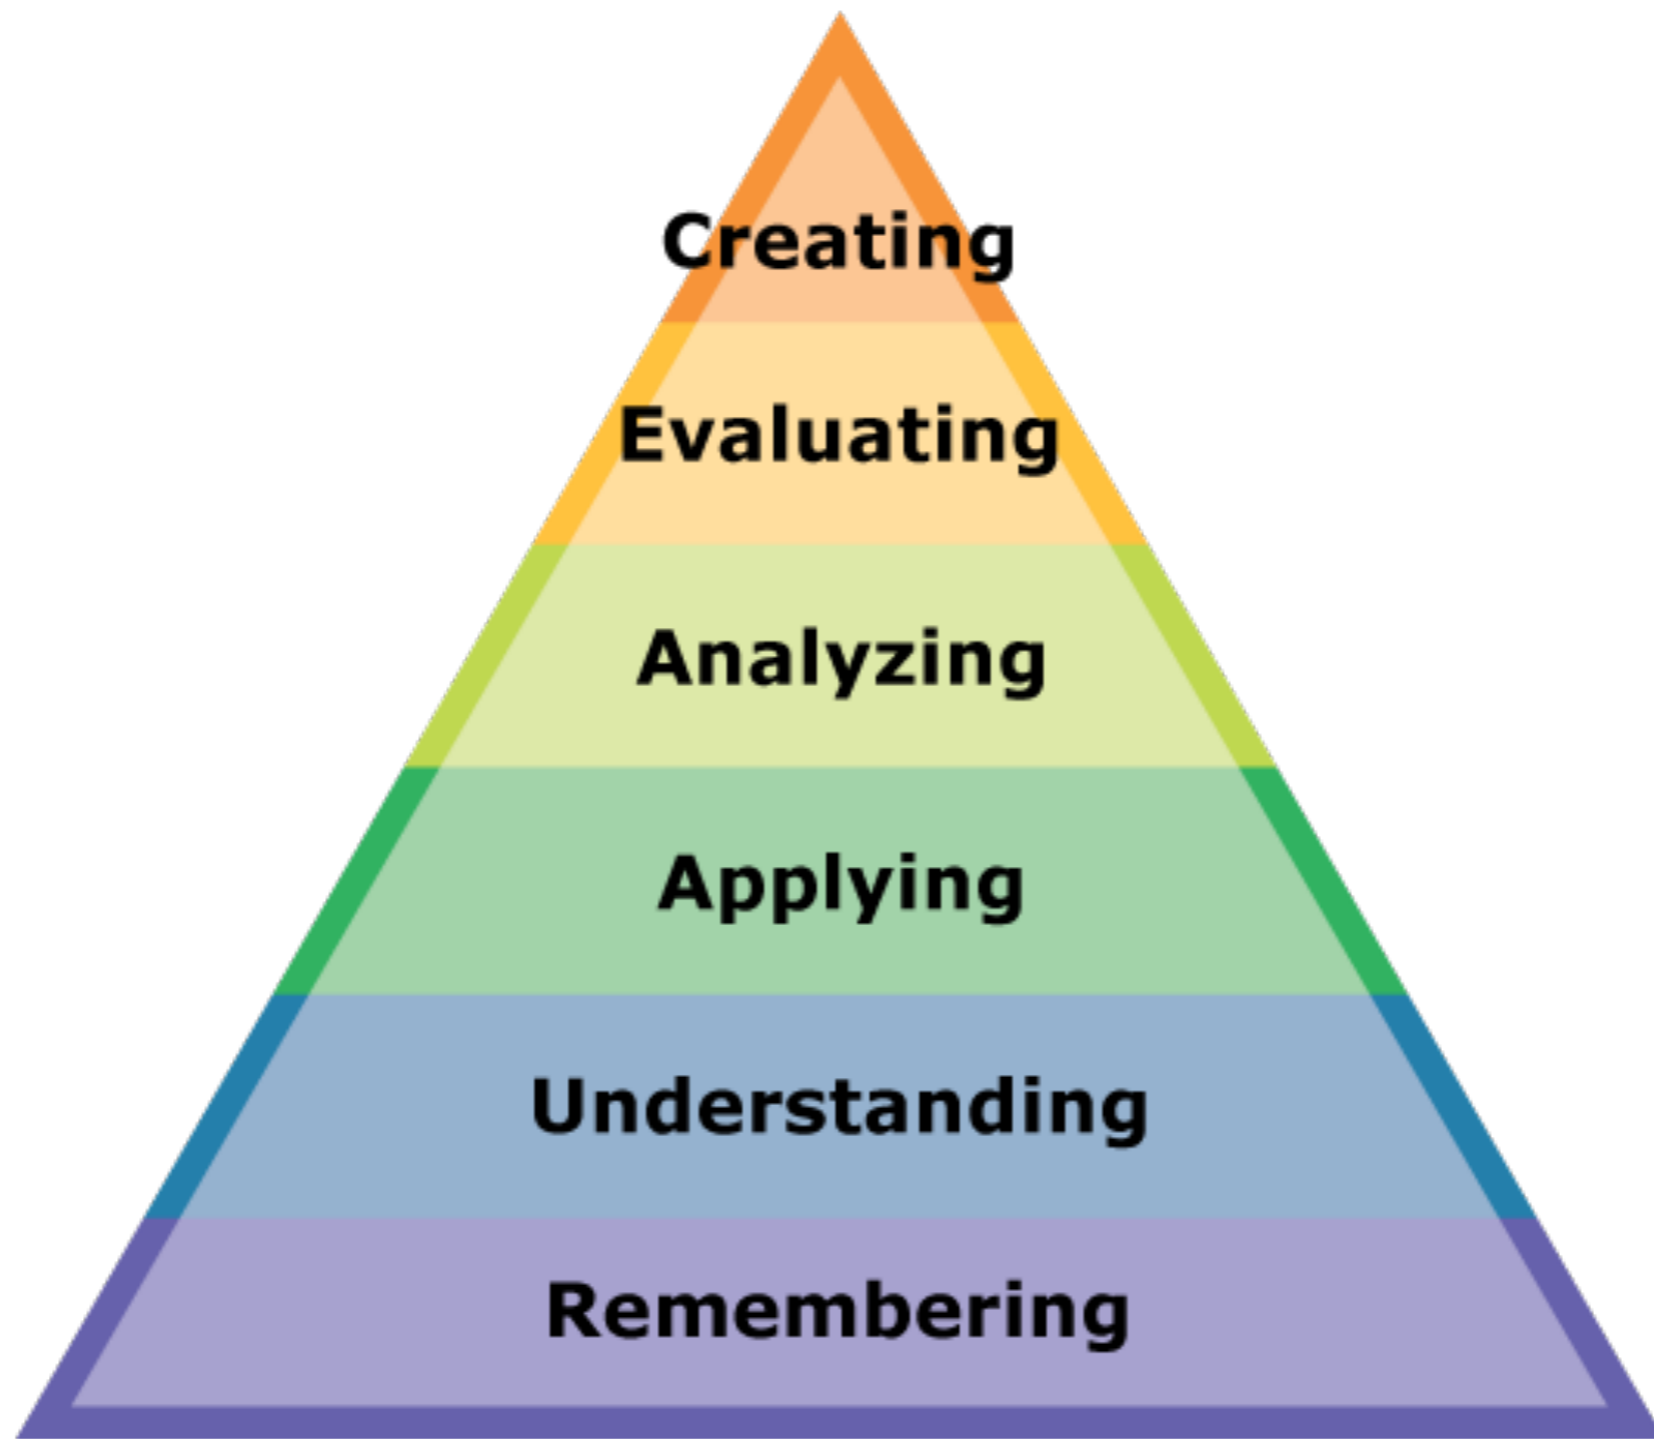 Creating
Evaluating
Analyzing
Applying
Understanding
Remembering